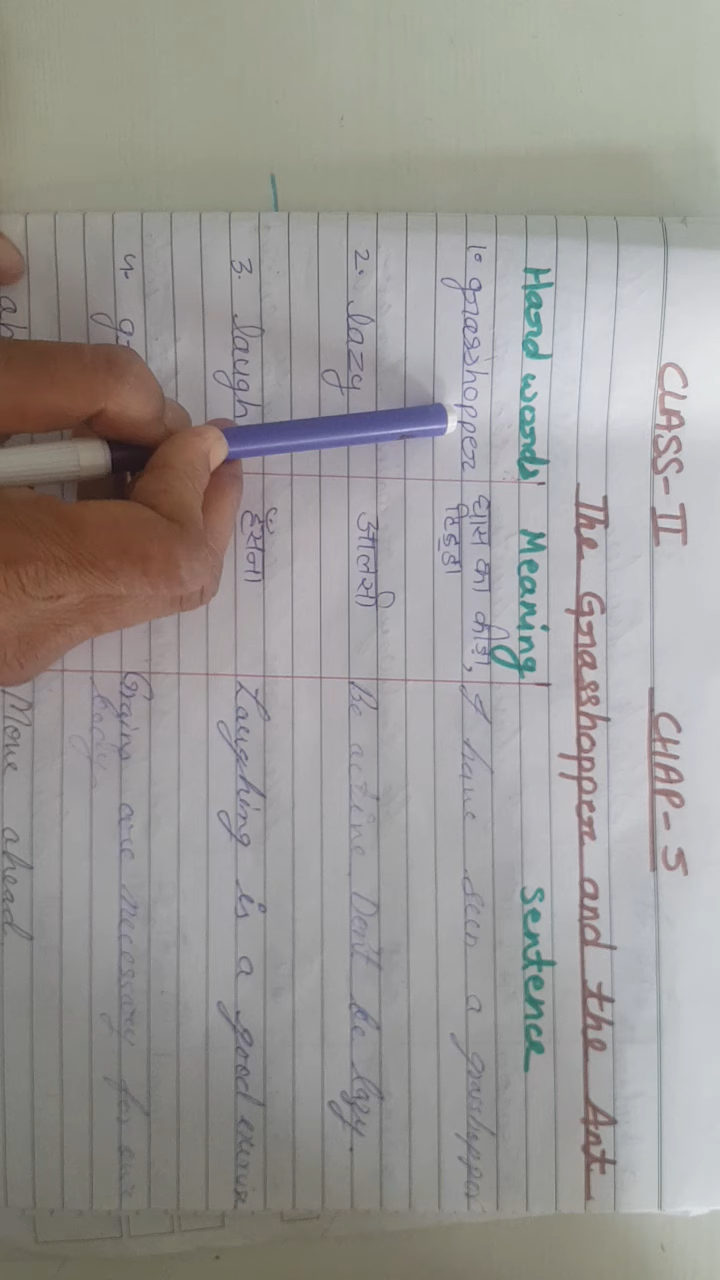 CLASS-II CHAP-5
The Grasshopper and the Ant
Hard words Meaning sentence
1. grasshopper घास का कीड़ा, I have seen a grasshopper
टिड्डा
2. lazy आलसी Be active. Don't be lazy.
3. laugh हँसना Laughing is a good exercise
4. Grains are necessary for our
body.
Move ahead